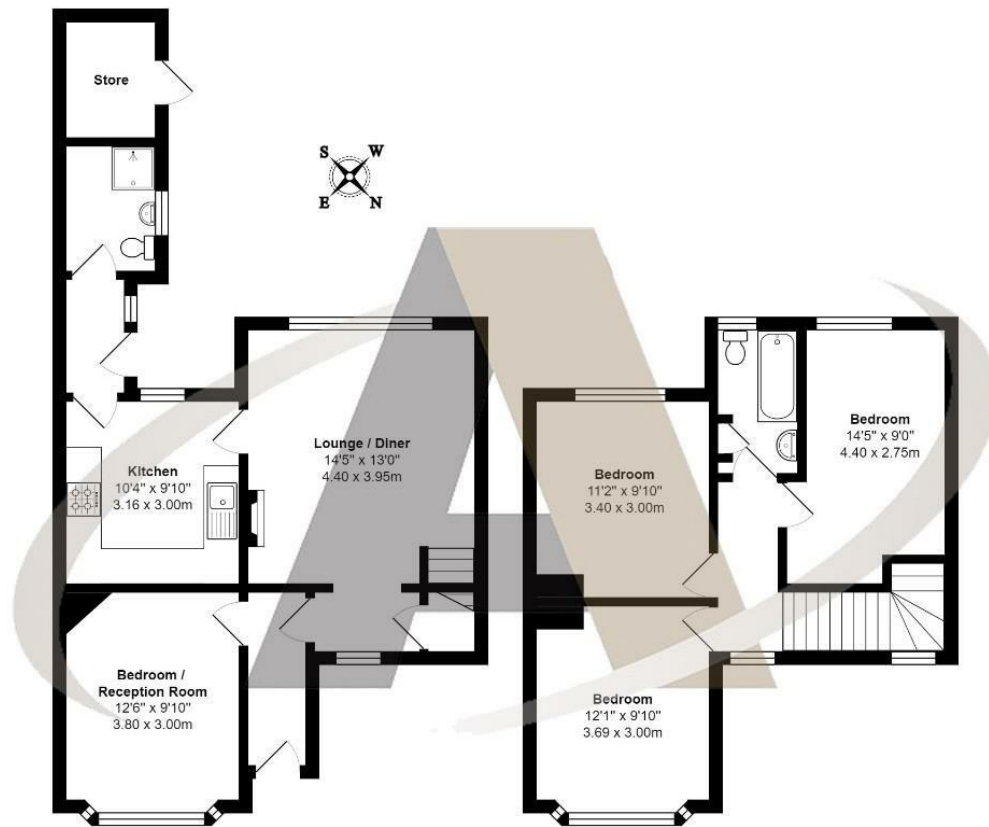 Store
S W
E N
Lounge / Diner
14'5" x 13'0"
4.40 x 3.95m
Kitchen
10'4" x 9'10"
3.16 x 3.00m
Bedroom /
Reception Room
12'6" x 9'10"
3.80 x 3.00m
Bedroom
14'5" x 9'0"
4.40 x 2.75m
Bedroom
11'2" x 9'10"
3.40 x 3.00m
Bedroom
12'1" x 9'10"
3.69 x 3.00m
A